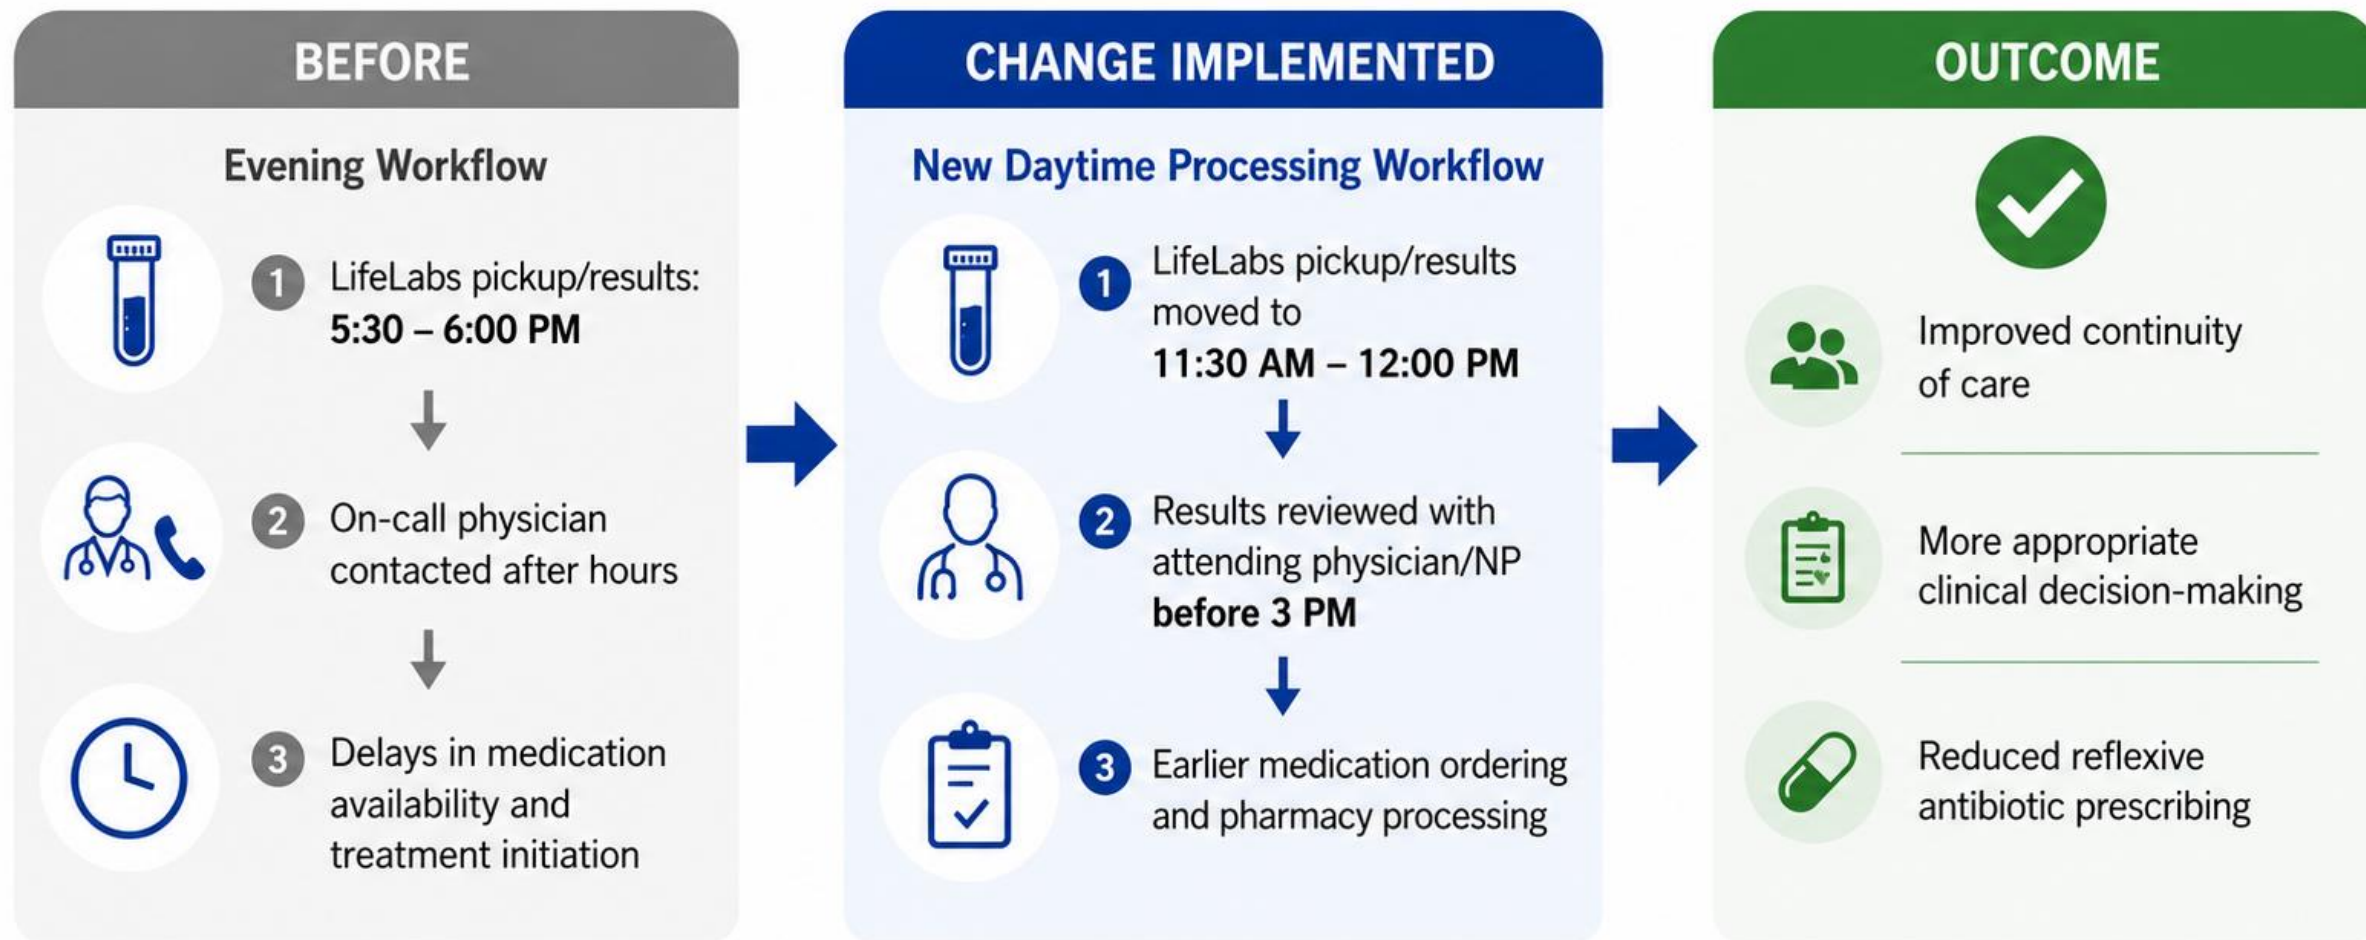 BEFORE
Evening Workflow
1
LifeLabs pickup/results:
5:30 – 6:00 PM
2
On-call physician
contacted after hours
3
Delays in medication
availability and
treatment initiation
CHANGE IMPLEMENTED
New Daytime Processing Workflow
1
LifeLabs pickup/results
moved to
11:30 AM – 12:00 PM
2
Results reviewed with
attending physician/NP
before 3 PM
3
Earlier medication ordering
and pharmacy processing
OUTCOME
Improved continuity
of care
More appropriate
clinical decision-making
Reduced reflexive
antibiotic prescribing